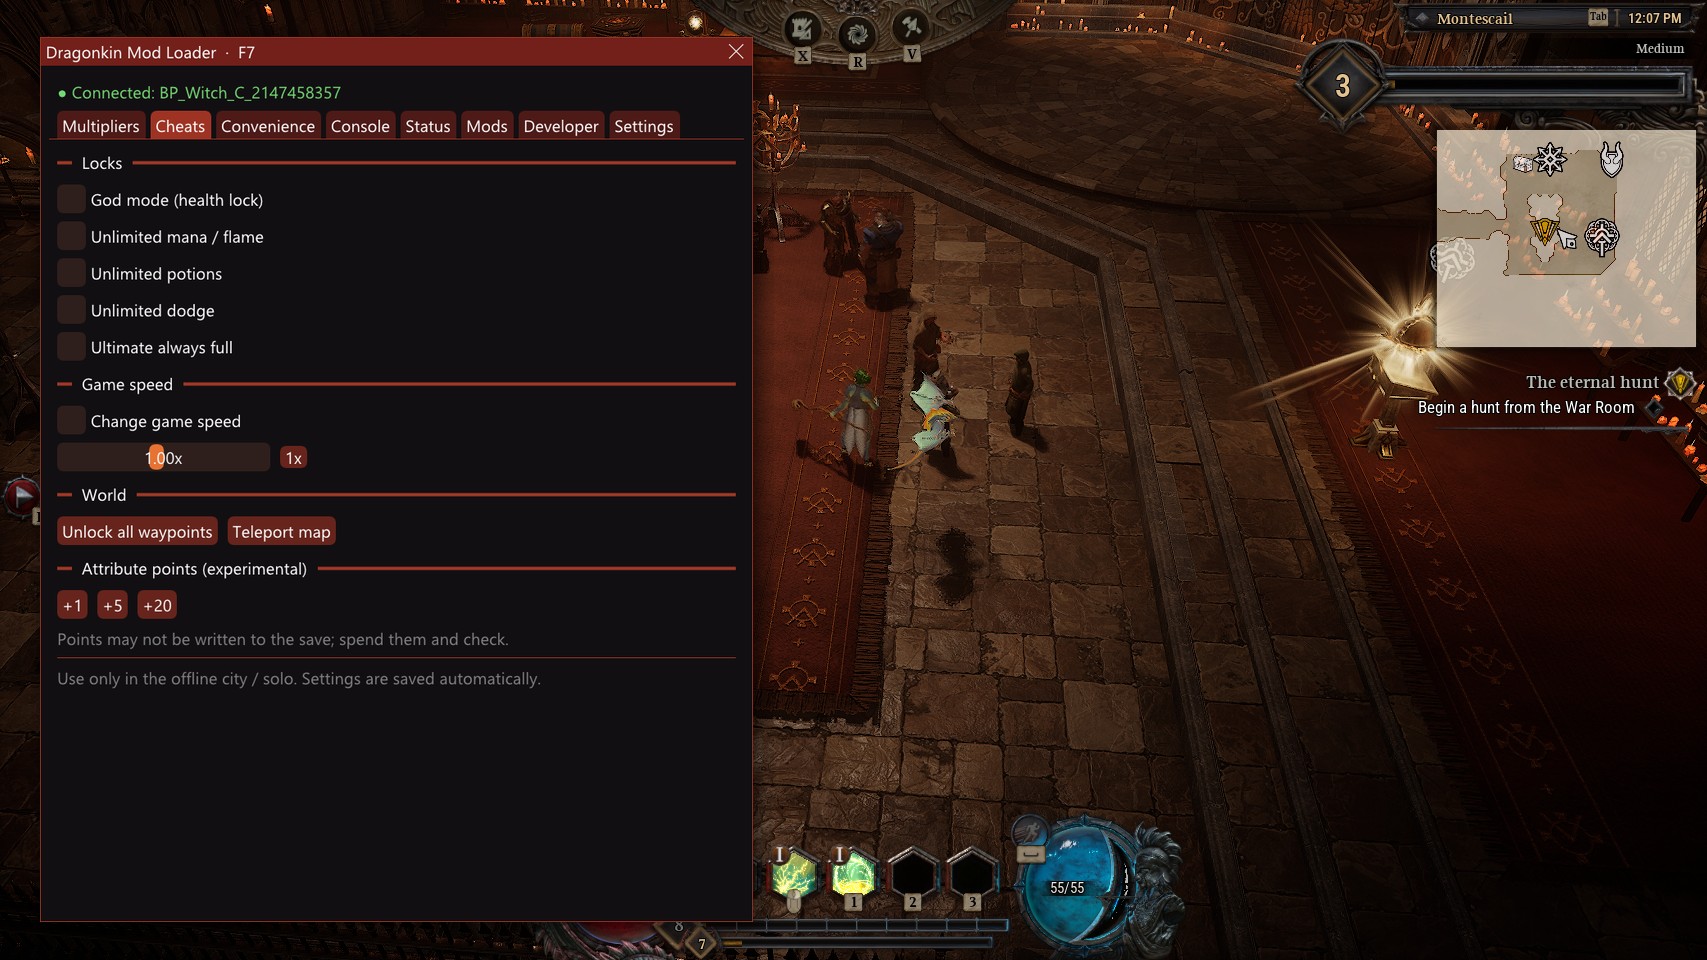 Dragonkin Mod Loader · F7
● Connected: BP_Witch_C_2147458357
Multipliers Cheats Convenience Console Status Mods Developer Settings
Locks
God mode (health lock)
Unlimited mana / flame
Unlimited potions
Unlimited dodge
Ultimate always full
Game speed
Change game speed
1.00x 1x
World
Unlock all waypoints Teleport map
Attribute points (experimental)
+1 +5 +20
Points may not be written to the save; spend them and check.
Use only in the offline city / solo. Settings are saved automatically.
X R V
Montescail Tab 12:07 PM
Medium
3
The eternal hunt
Begin a hunt from the War Room
I I
55/55
1 2 3
8
7